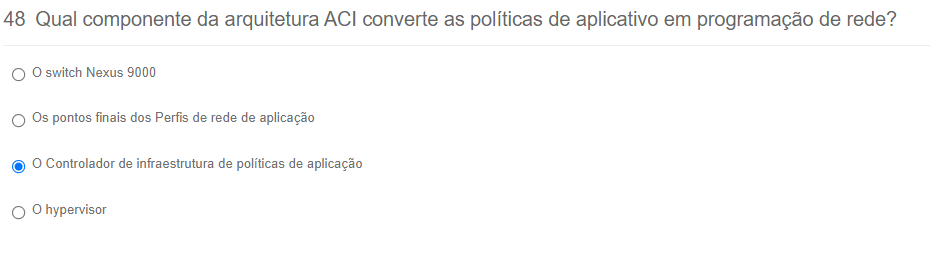 48 Qual componente da arquitetura ACI converte as políticas de aplicativo em programação de rede?
O switch Nexus 9000
Os pontos finais dos Perfis de rede de aplicação
O Controlador de infraestrutura de políticas de aplicação
O hypervisor